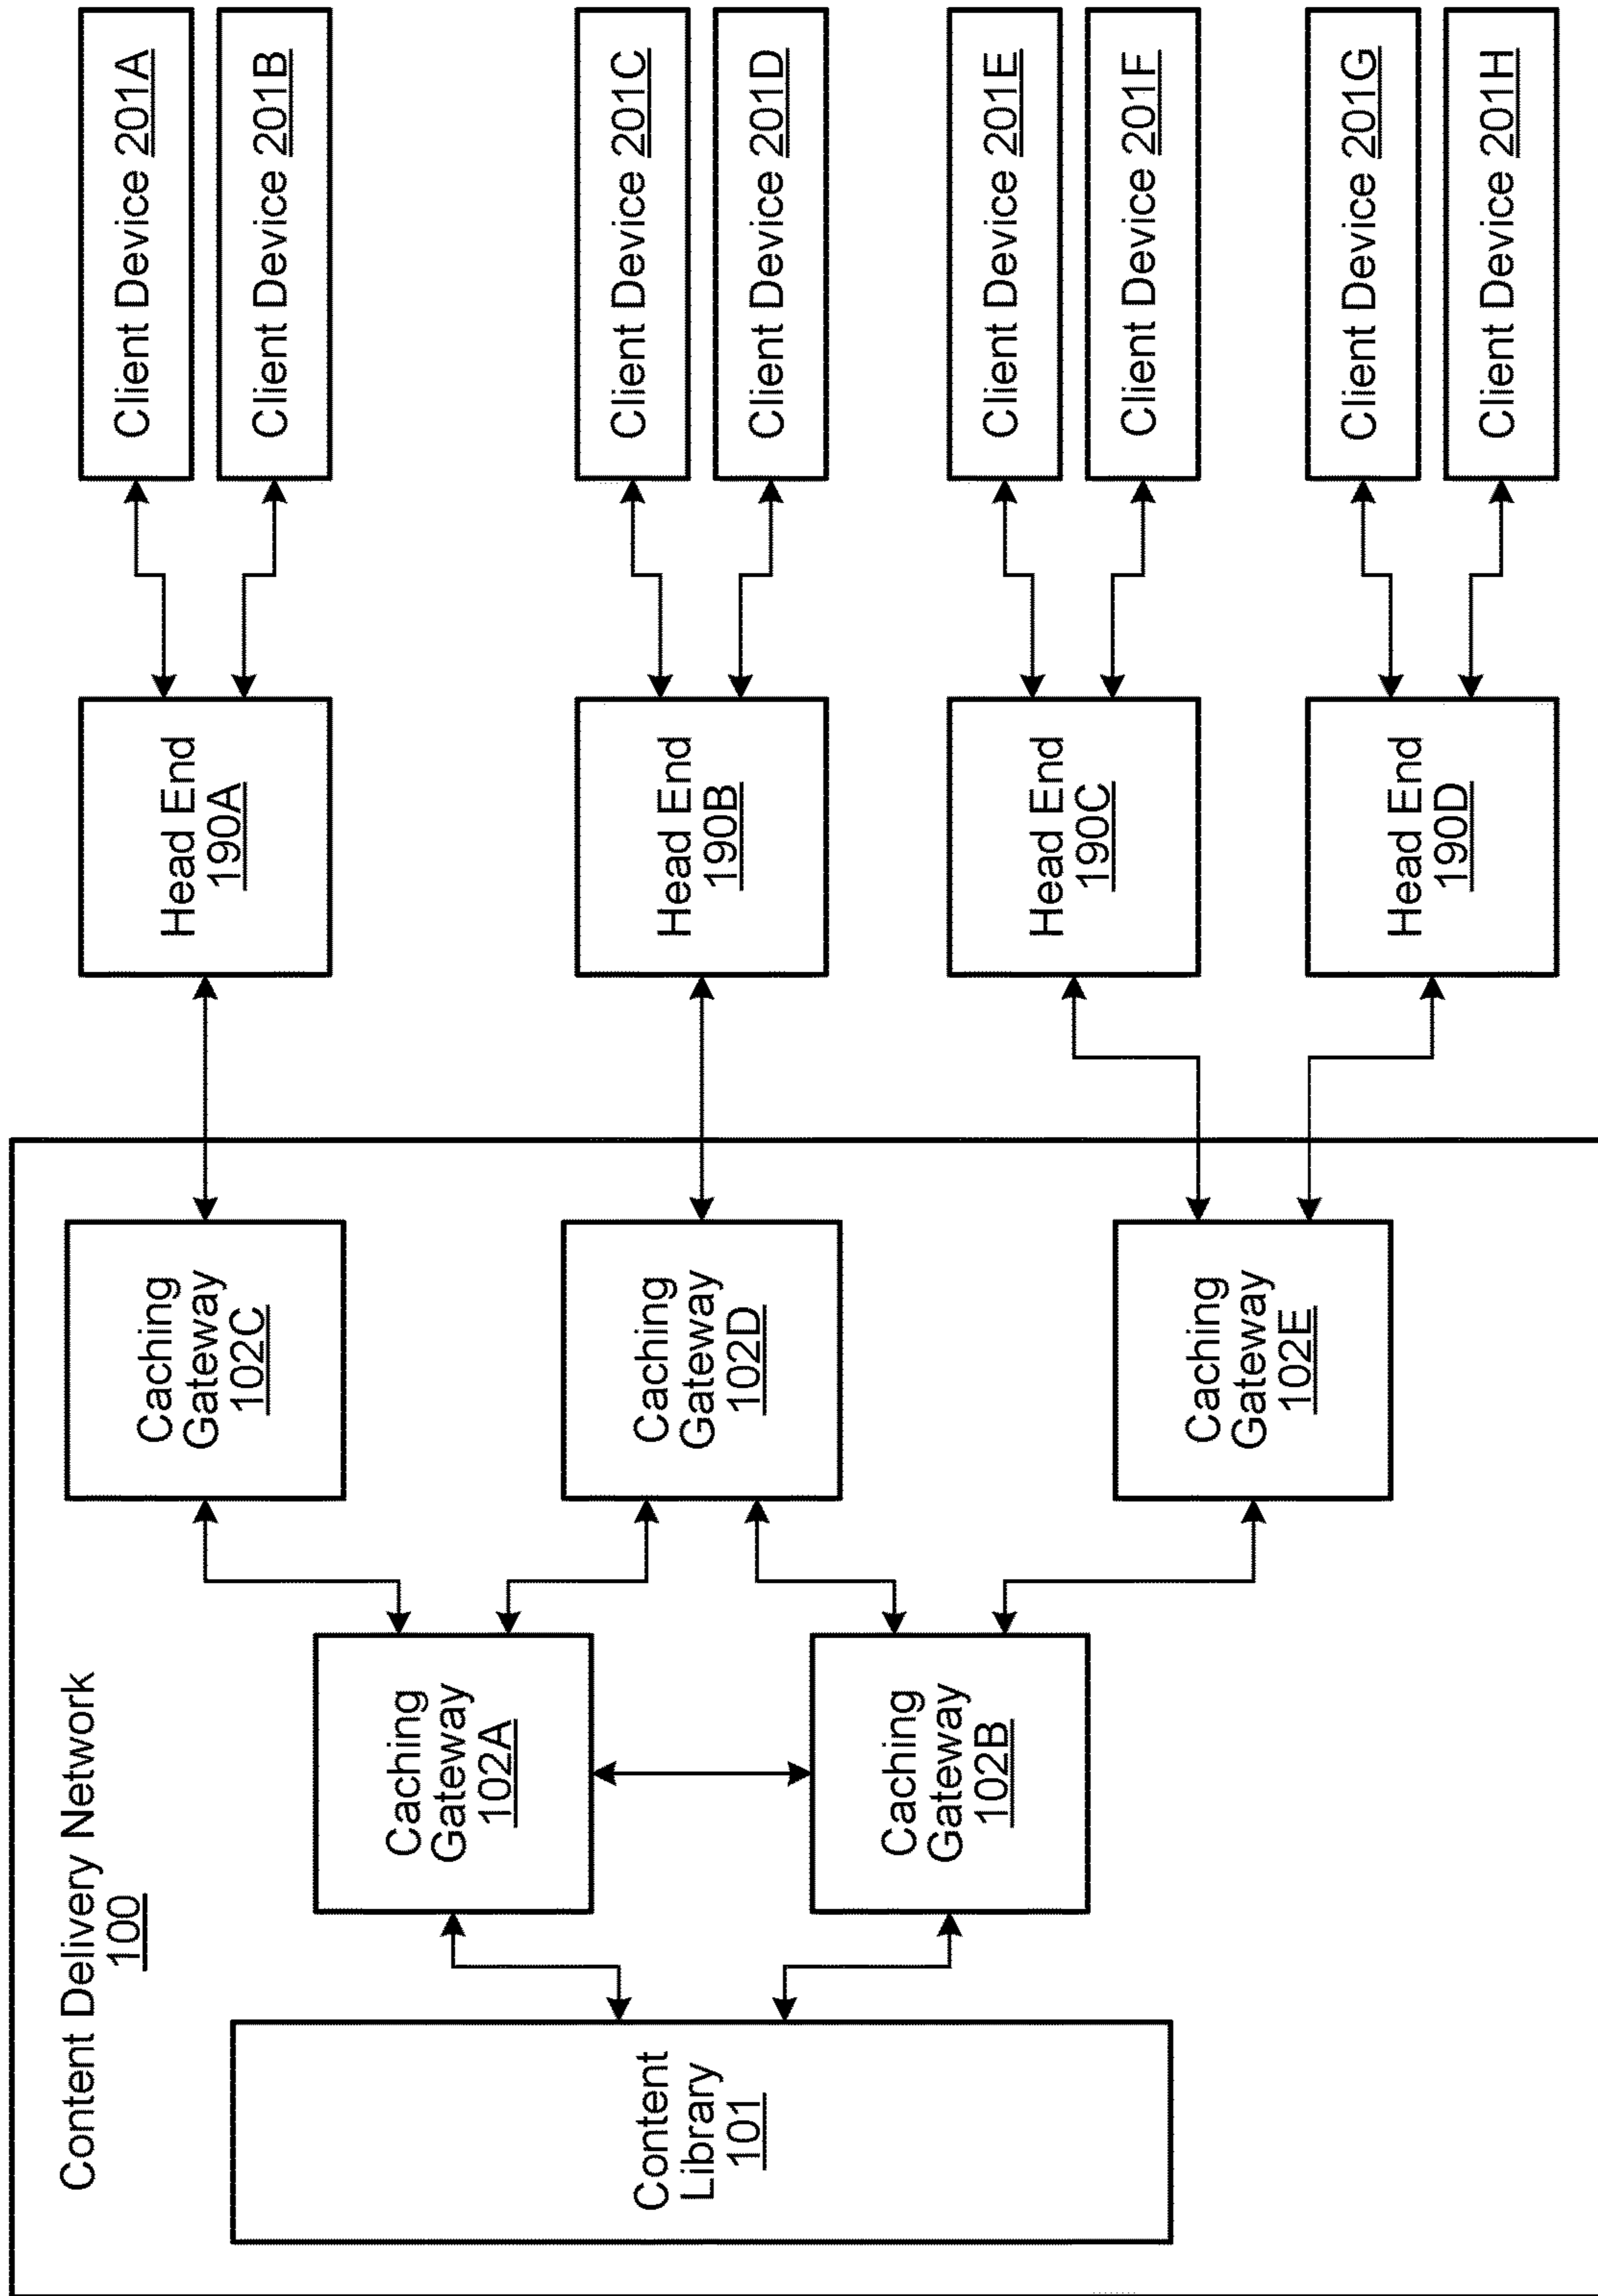 Content Delivery Network
100
Content
Library
101
Caching
Gateway
102A
Caching
Gateway
102B
Caching
Gateway
102C
Caching
Gateway
102D
Caching
Gateway
102E
Head End
190A
Head End
190B
Head End
190C
Head End
190D
Client Device 201A
Client Device 201B
Client Device 201C
Client Device 201D
Client Device 201E
Client Device 201F
Client Device 201G
Client Device 201H